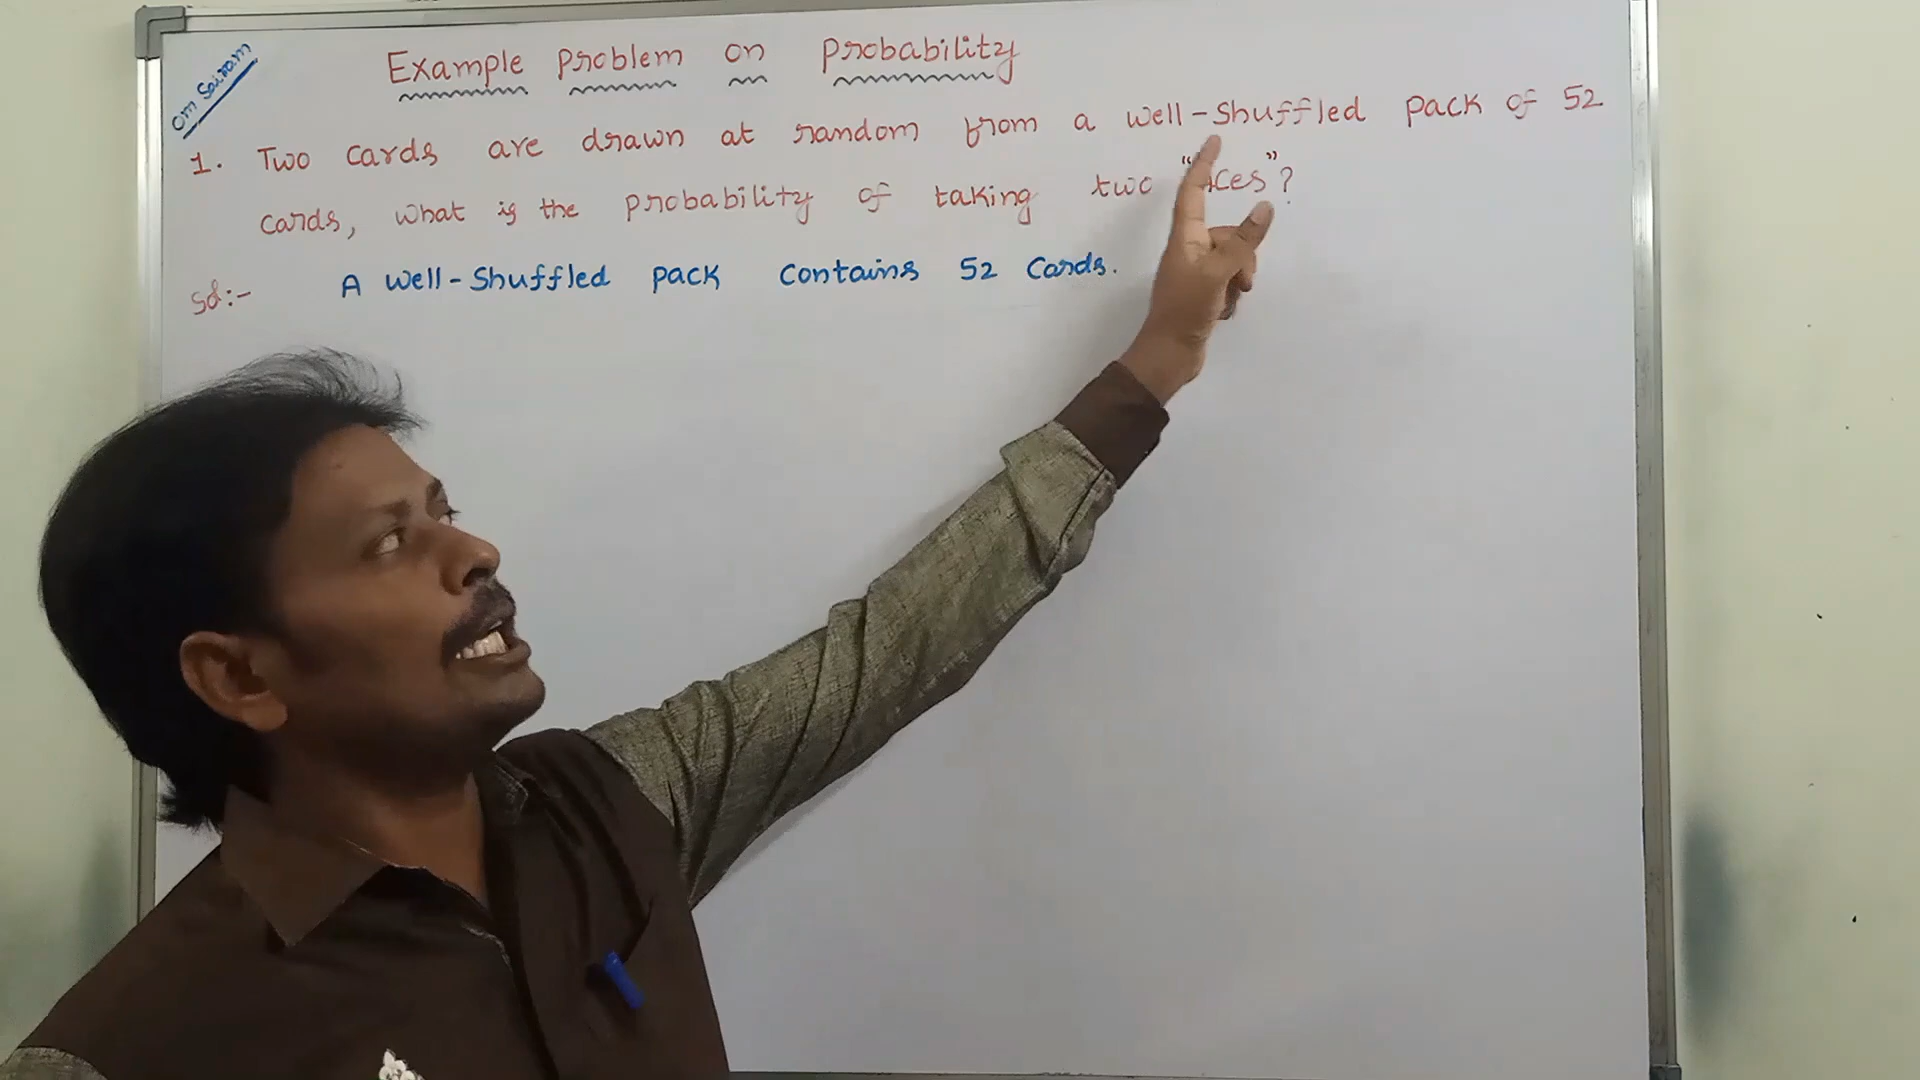 Om Sairam
Example Problem on Probability
1. Two Cards are drawn at random from a well-Shuffled pack of 52
cards, what is the probability of taking two "Aces"?
Sol:- A well-Shuffled pack Contains 52 Cards.